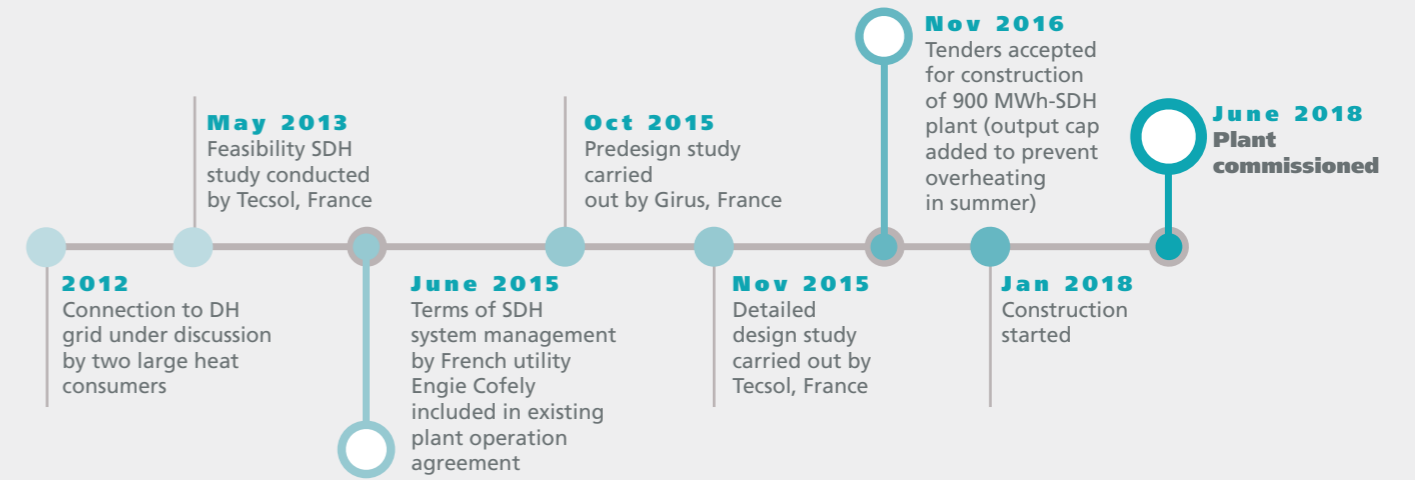 2012
Connection to DH
grid under discussion
by two large heat
consumers
May 2013
Feasibility SDH
study conducted
by Tecsol, France
June 2015
Terms of SDH
system management
by French utility
Engie Cofely
included in existing
plant operation
agreement
Oct 2015
Predesign study
carried
out by Girus, France
Nov 2015
Detailed
design study
carried out by
Tecsol, France
Nov 2016
Tenders accepted
for construction
of 900 MWh-SDH
plant (output cap
added to prevent
overheating
in summer)
Jan 2018
Construction
started
June 2018
Plant
commissioned